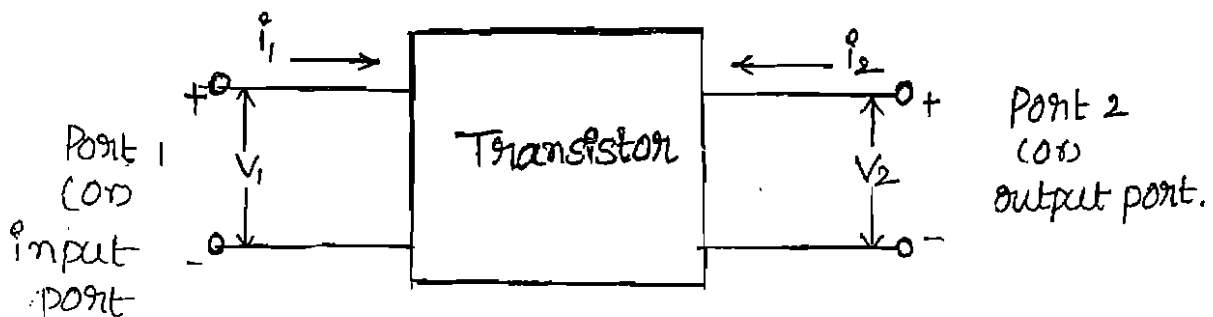 i₁
i₂
+
+
Port 1
(or)
input
port
V₁
Transistor
V₂
Port 2
(or)
output port.
-
-